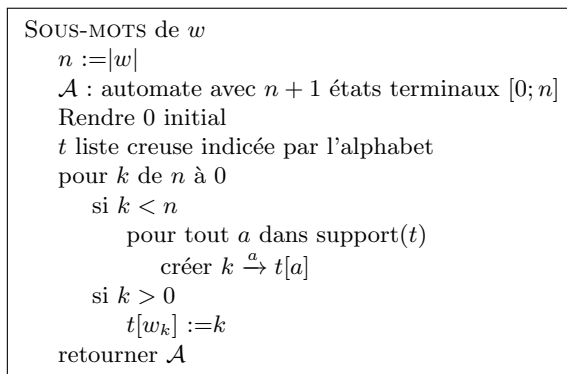 SOUS-MOTS de w
n :=|w|
𝒜 : automate avec n + 1 états terminaux [0; n]
Rendre 0 initial
t liste creuse indicée par l'alphabet
pour k de n à 0
si k < n
pour tout a dans support(t)
créer k →ᵃ t[a]
si k > 0
t[wₖ] :=k
retourner 𝒜